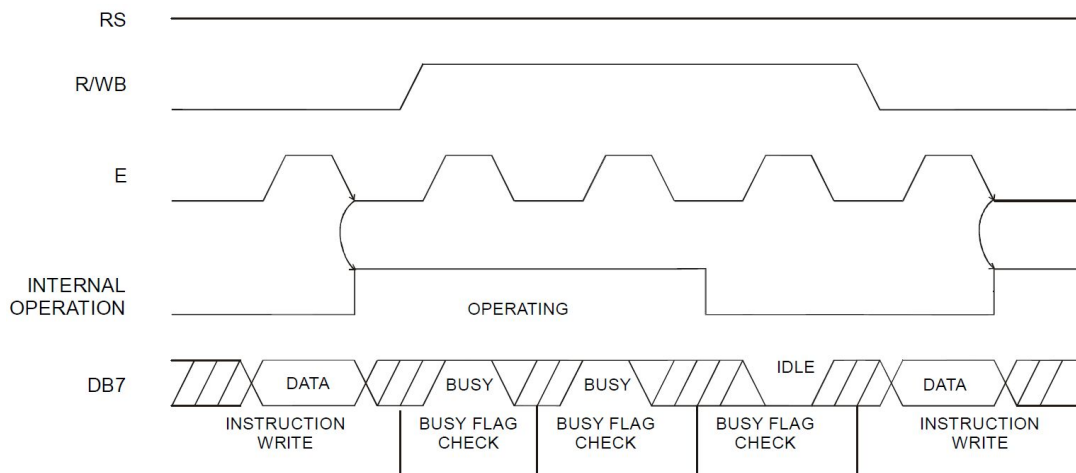 RS
R/WB
E
INTERNAL
OPERATION
OPERATING
DB7
DATA
BUSY
BUSY
IDLE
DATA
INSTRUCTION
WRITE
BUSY FLAG
CHECK
BUSY FLAG
CHECK
BUSY FLAG
CHECK
INSTRUCTION
WRITE